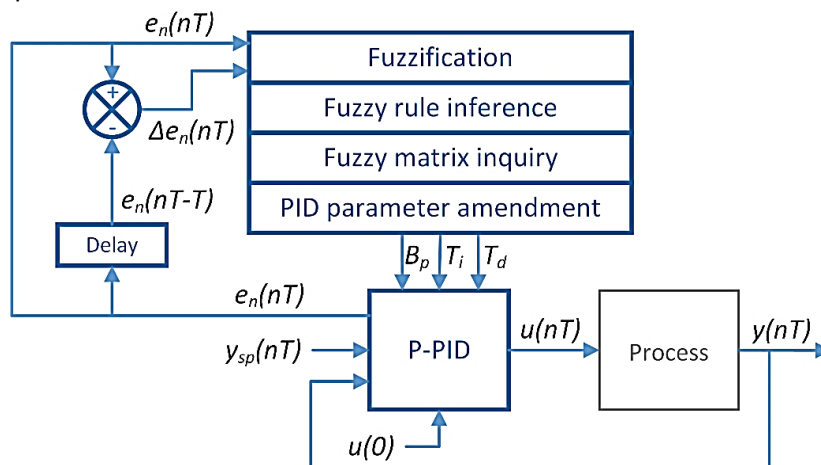 e_n(nT)
Fuzzification
+
-
Δe_n(nT)
Fuzzy rule inference
Fuzzy matrix inquiry
e_n(nT-T)
PID parameter amendment
Delay
B_p T_i T_d
e_n(nT)
y_sp(nT)
P-PID
u(nT)
Process
y(nT)
u(0)